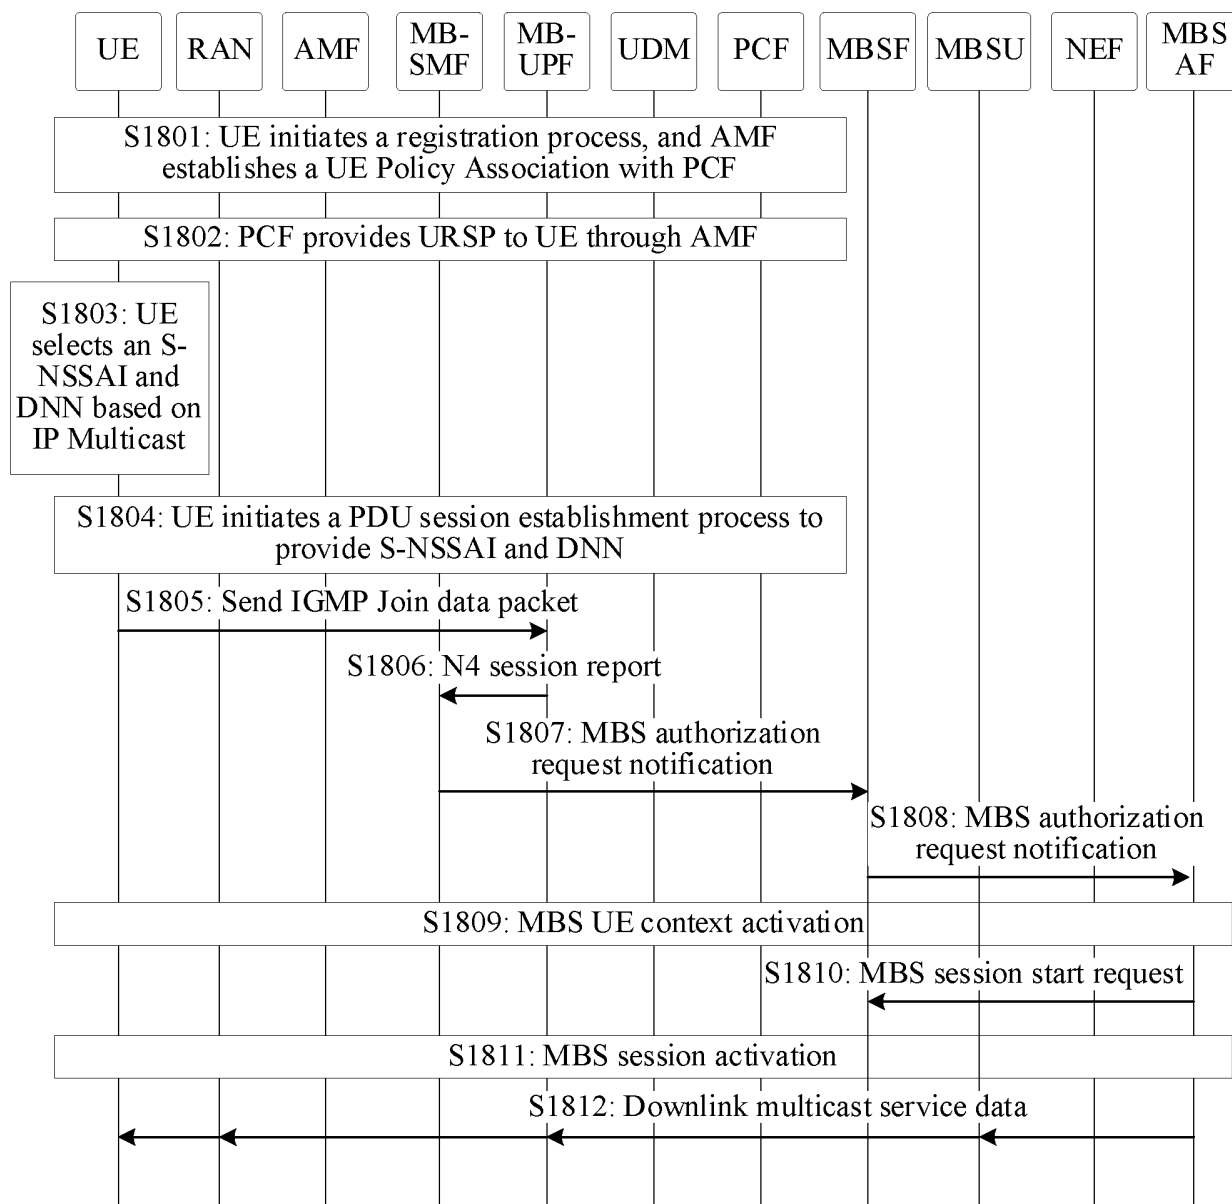 UE
RAN
AMF
MB-
SMF
MB-
UPF
UDM
PCF
MBSF
MBSU
NEF
MBS
AF
S1801: UE initiates a registration process, and AMF
establishes a UE Policy Association with PCF
S1802: PCF provides URSP to UE through AMF
S1803: UE
selects an S-
NSSAI and
DNN based on
IP Multicast
S1804: UE initiates a PDU session establishment process to
provide S-NSSAI and DNN
S1805: Send IGMP Join data packet
S1806: N4 session report
S1807: MBS authorization
request notification
S1808: MBS authorization
request notification
S1809: MBS UE context activation
S1810: MBS session start request
S1811: MBS session activation
S1812: Downlink multicast service data